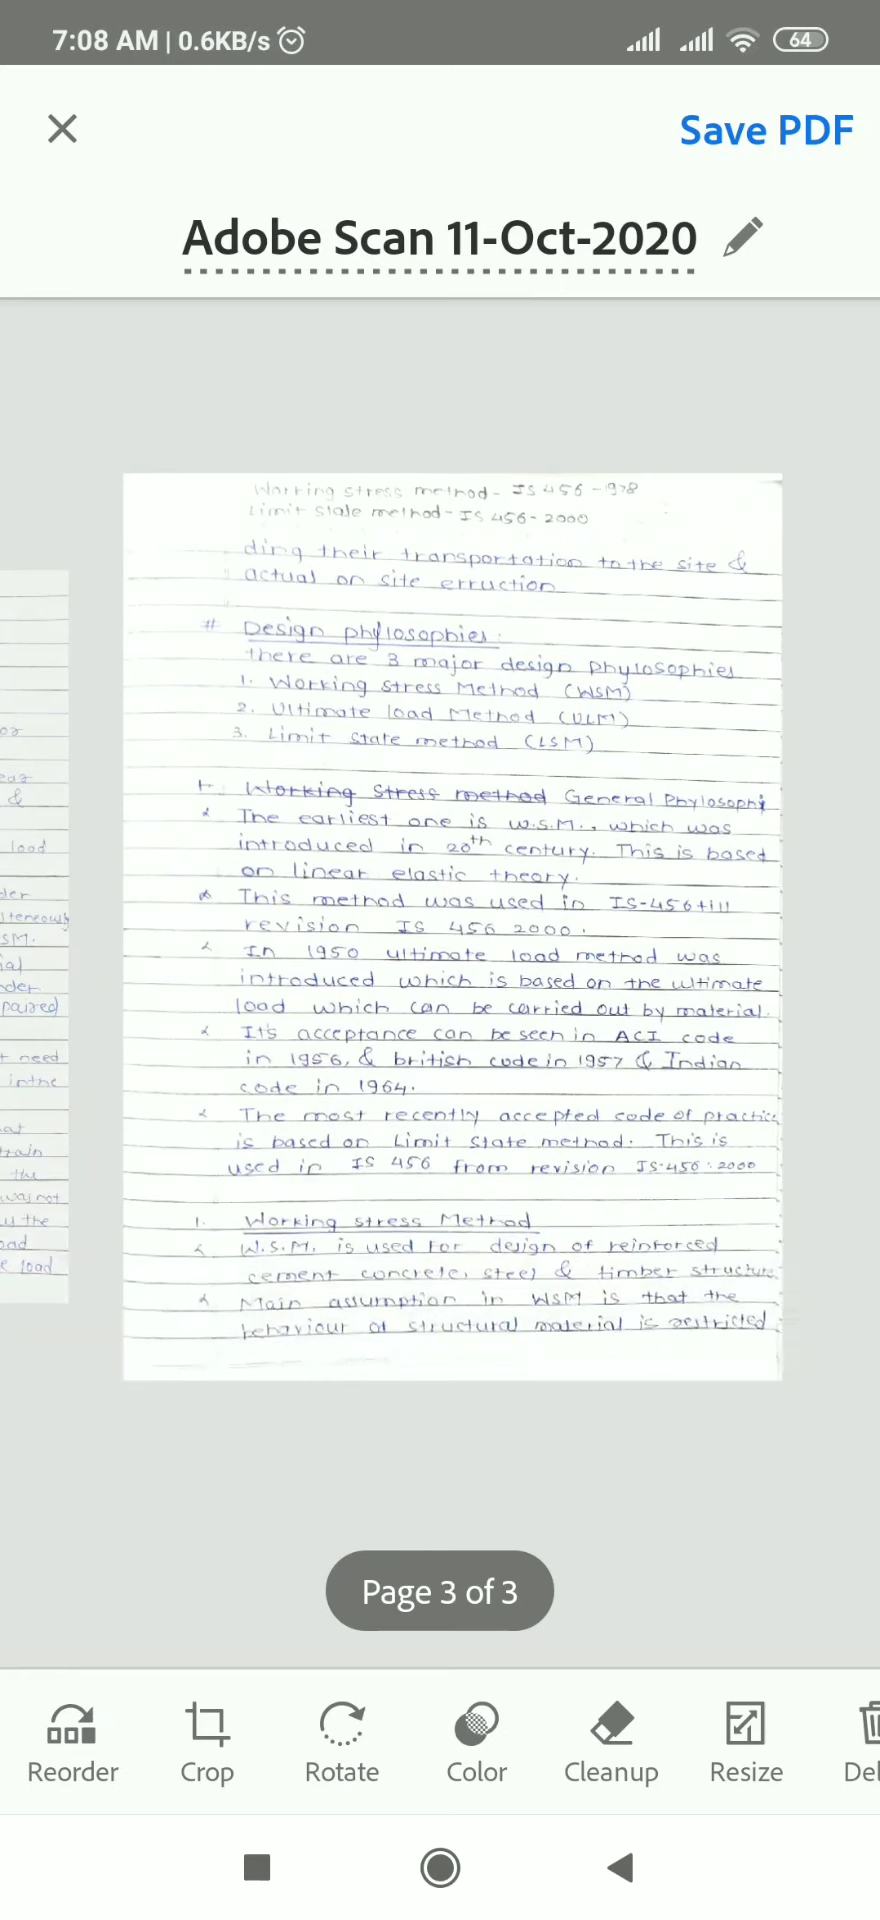 7:08 AM | 0.6KB/s
64
Save PDF
Adobe Scan 11-Oct-2020
Working stress method - IS 456 - 1978
Limit state method - IS 456 - 2000
ding their transportation to the site &
actual on site erruction
# Design phylosophies:
there are 3 major design phylosophies
1. Working stress Method (WSM)
2. Ultimate load Method (ULM)
3. Limit state method (LSM)
1. Working Stress method General Phylosophy
The earliest one is W.S.M., which was
introduced in 20th century. This is based
on linear elastic theory.
This method was used in IS-456 till
revision IS 456 2000.
In 1950 ultimate load method was
introduced which is based on the ultimate
load which can be carried out by material.
It's acceptance can be seen in ACI code
in 1956, & british code in 1957 & Indian
code in 1964.
The most recently accepted code of practice
is based on Limit state method. This is
used in IS 456 from revision IS:456:2000
1. Working stress Method
W.S.M. is used for design of reinforced
cement concrete, steel & timber structure
Main assumption in WSM is that the
behaviour of structural material is restricted
load
SM.
need
train
the
was not
the
load
Page 3 of 3
Reorder
Crop
Rotate
Color
Cleanup
Resize
Del